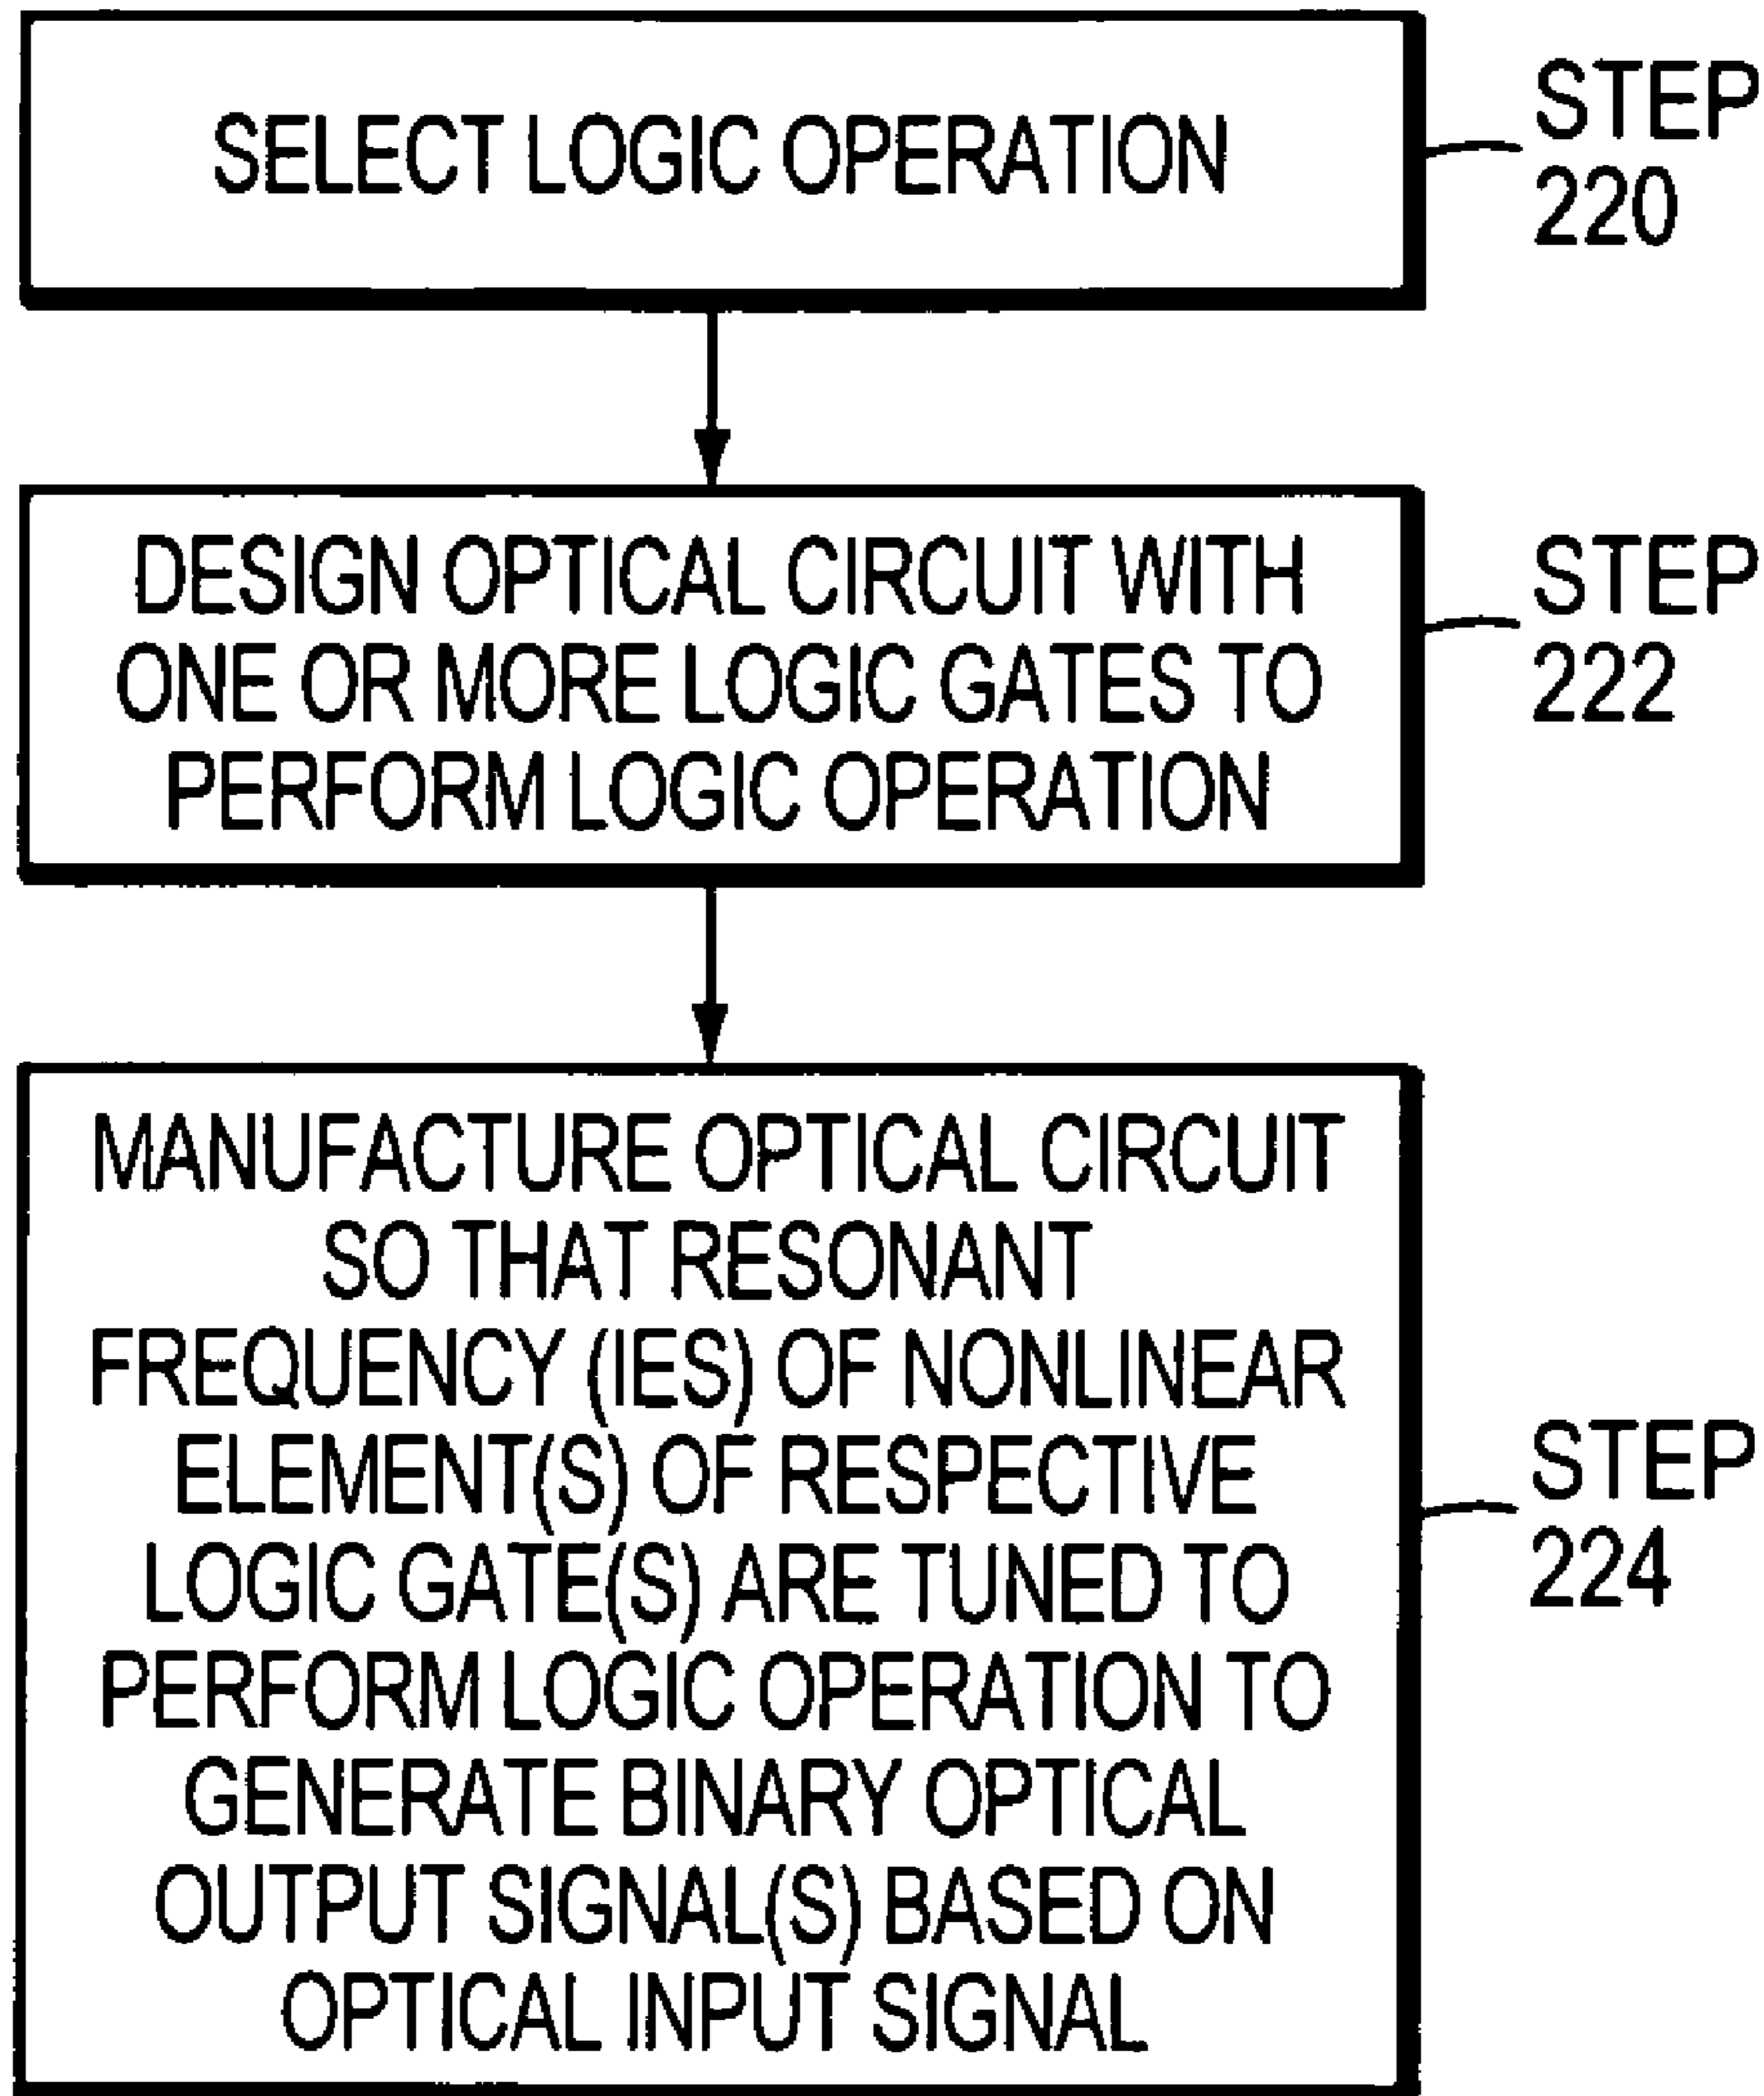 SELECT LOGIC OPERATION
STEP
220
DESIGN OPTICAL CIRCUIT WITH
ONE OR MORE LOGIC GATES TO
PERFORM LOGIC OPERATION
STEP
222
MANUFACTURE OPTICAL CIRCUIT
SO THAT RESONANT
FREQUENCY (IES) OF NONLINEAR
ELEMENT(S) OF RESPECTIVE
LOGIC GATE(S) ARE TUNED TO
PERFORM LOGIC OPERATION TO
GENERATE BINARY OPTICAL
OUTPUT SIGNAL(S) BASED ON
OPTICAL INPUT SIGNAL
STEP
224